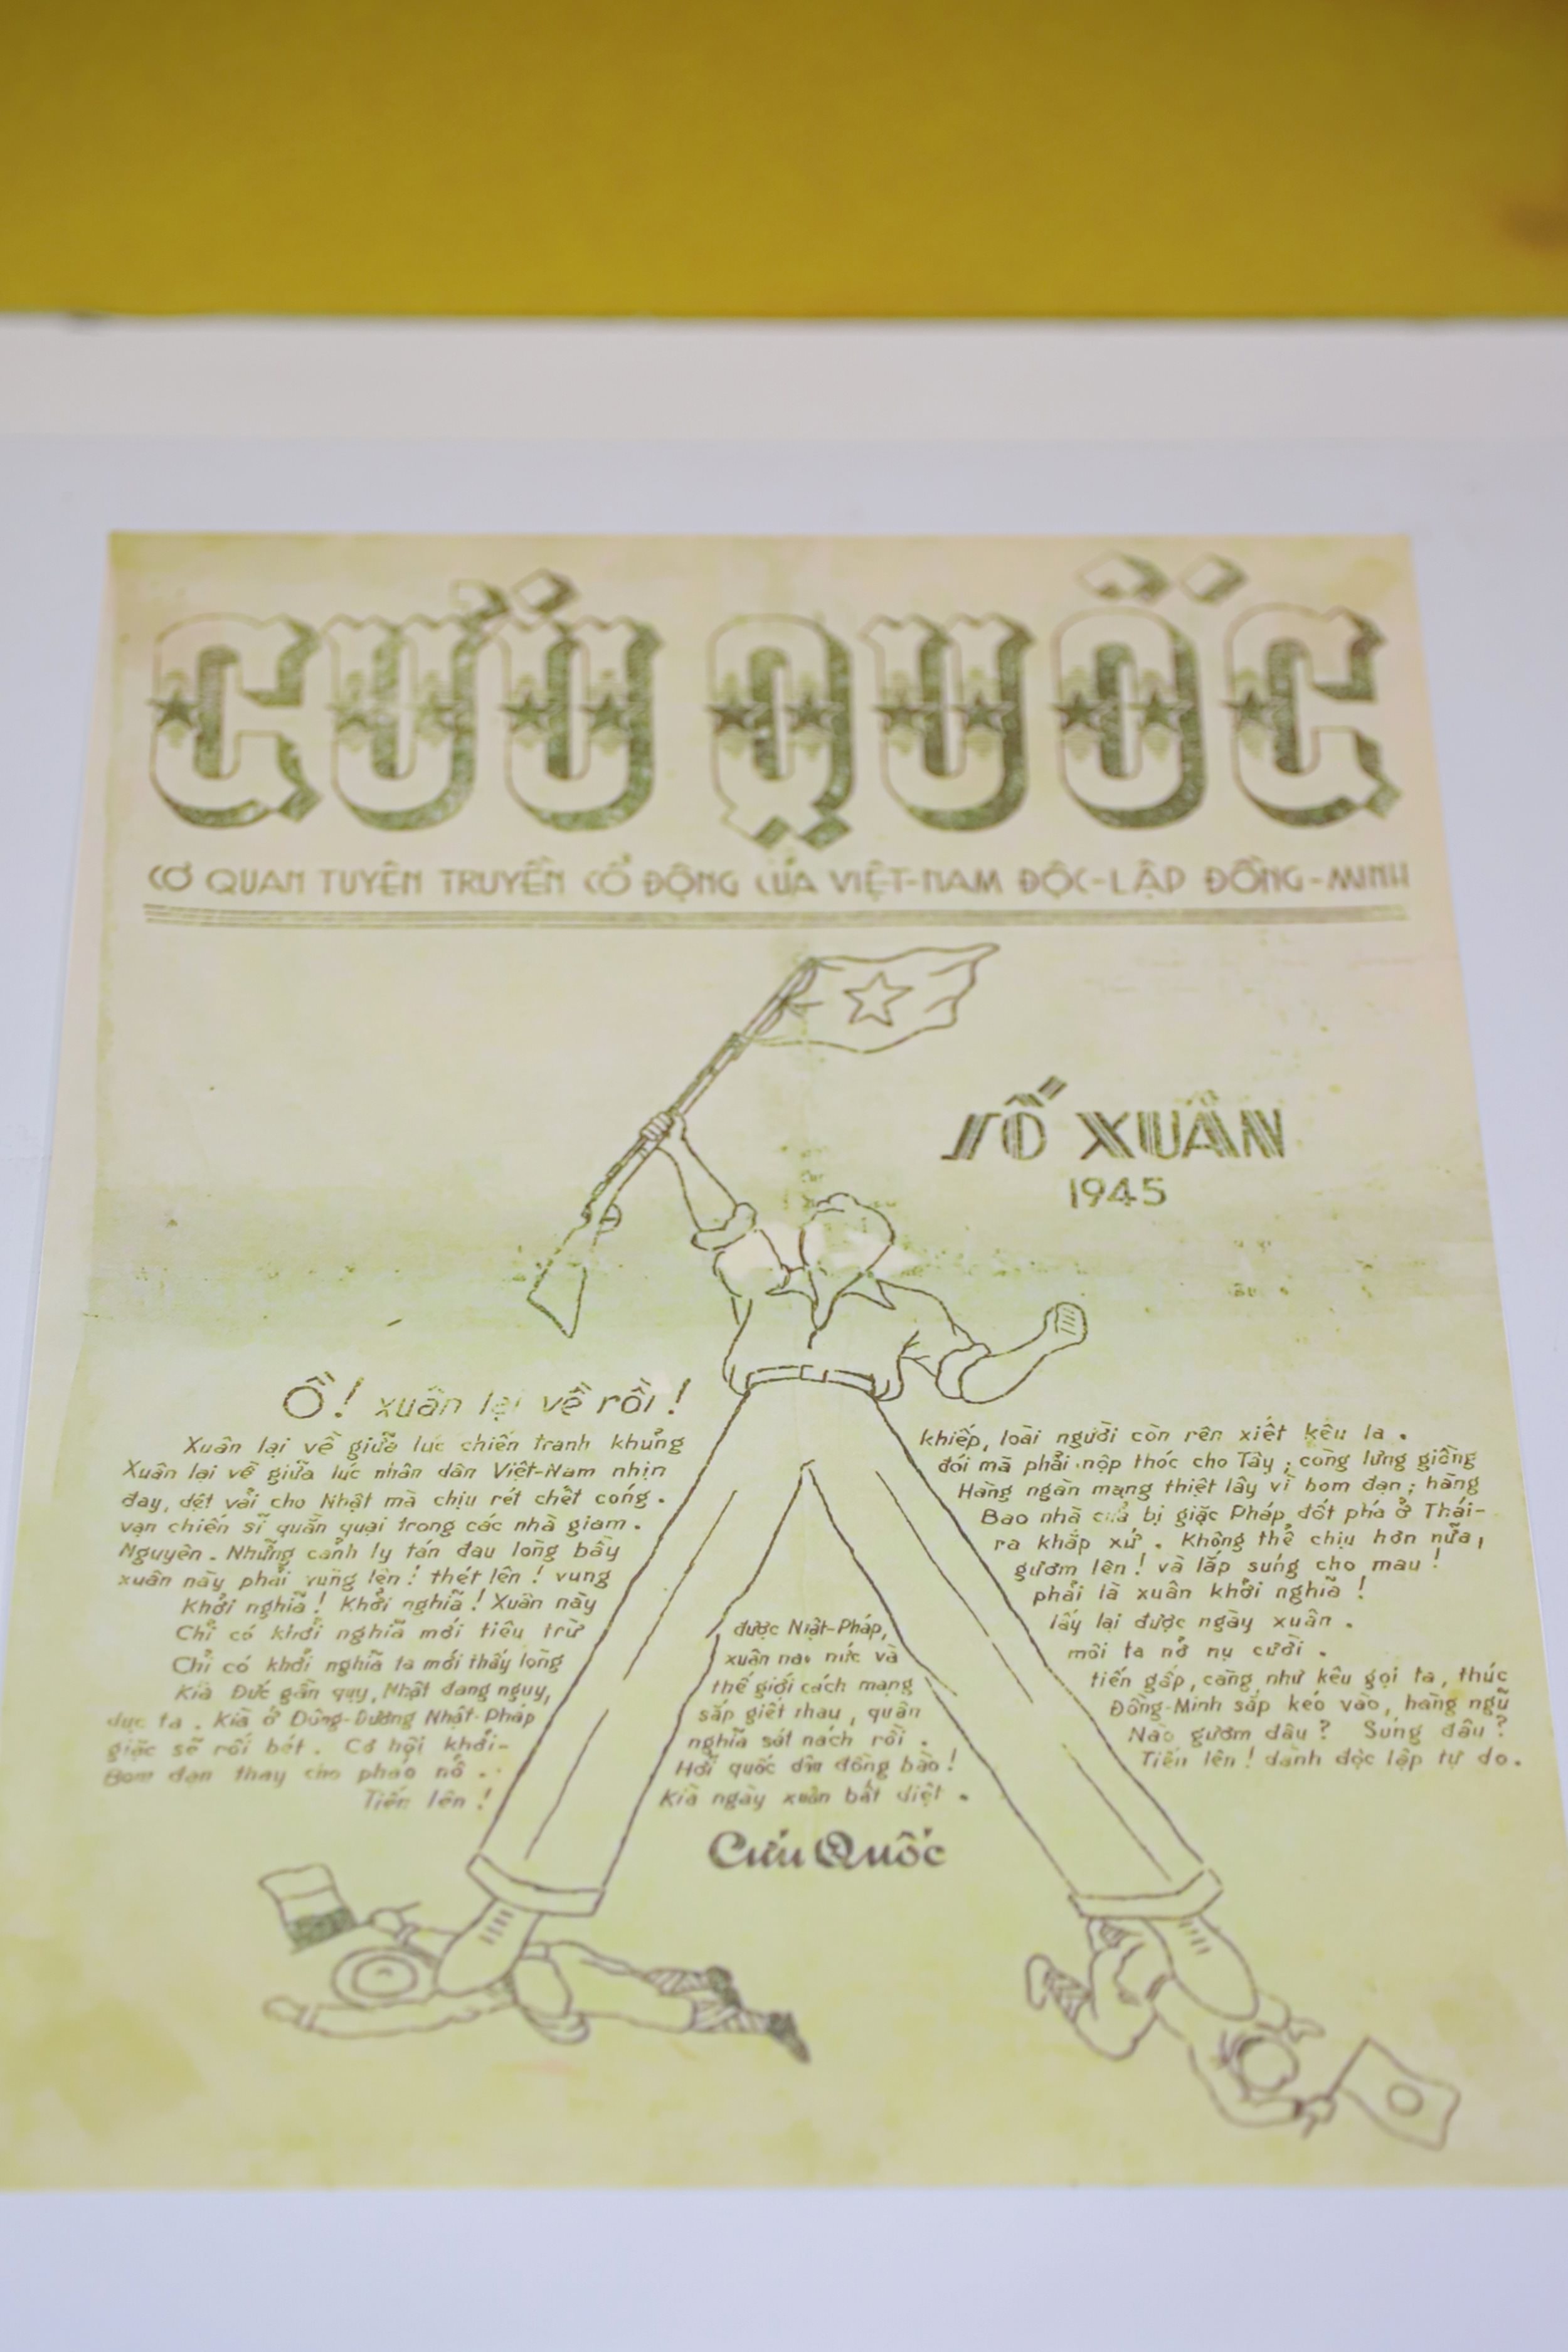 CỨU QUỐC
CƠ QUAN TUYÊN TRUYỀN CỔ ĐỘNG CỦA VIỆT-NAM ĐỘC-LẬP ĐỒNG-MINH
SỐ XUÂN
1945
Ồ! xuân lại về rồi!
Xuân lại về giữa lúc chiến tranh khủng khiếp, loài người còn rên xiết kêu la .
Xuân lại về giữa lúc nhân dân Việt-Nam nhịn đói mà phải nộp thóc cho Tây ; còng lưng giồng
đay, dệt vải cho Nhật mà chịu rét chết cóng . Hàng ngàn mạng thiệt lây vì bom đạn ; hàng
vạn chiến sĩ quằn quại trong các nhà giam . Bao nhà cửa bị giặc Pháp đốt phá ở Thái-
Nguyên . Những cảnh ly tán đau lòng bầy ra khắp xứ . Không thể chịu hơn nữa,
xuân này phải vùng lên ! thét lên ! vung gươm lên ! và lắp súng cho mau !
Khởi nghĩa ! Khởi nghĩa ! Xuân này phải là xuân khởi nghĩa !
Chỉ có khởi nghĩa mới tiêu trừ được Nhật-Pháp, lấy lại được ngày xuân .
Chỉ có khởi nghĩa ta mới thấy lòng xuân nao nức và môi ta nở nụ cười .
Kìa Đức gần quỵ, Nhật đang nguy, thế giới cách mạng tiến gấp, càng như kêu gọi ta, thúc
dục ta . Kìa ở Đông-Dương Nhật-Pháp sắp giết nhau , quân Đồng-Minh sắp kéo vào, hàng ngũ
giặc sẽ rối bét . Cơ hội khởi- nghĩa sát nách rồi . Nào gươm đâu ? Súng đâu ?
Bom đạn thay cho pháo nổ . Hỡi quốc dân đồng bào ! Tiến lên ! dành độc lập tự do.
Tiến lên ! Kìa ngày xuân bất diệt .
Cứu Quốc